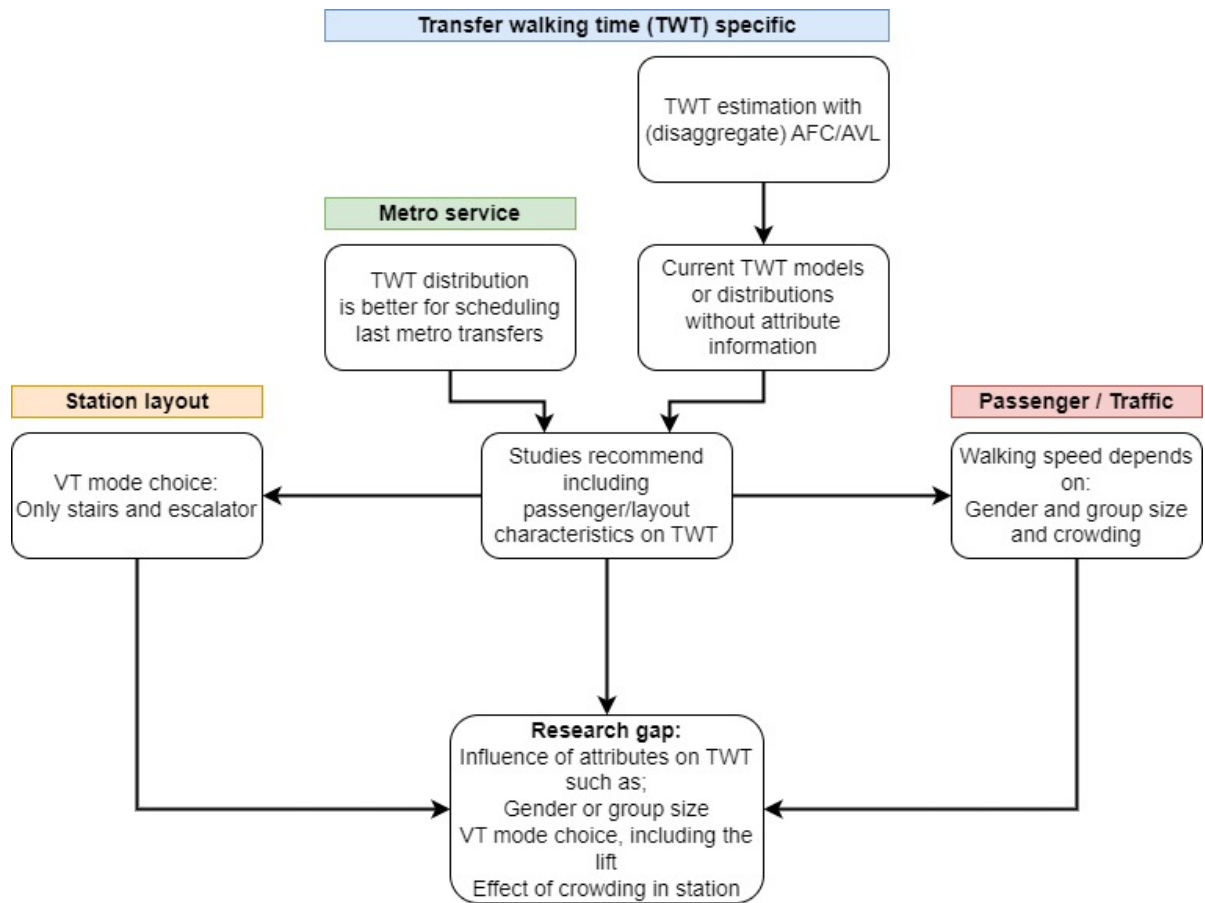 Transfer walking time (TWT) specific
TWT estimation with
(disaggregate) AFC/AVL
Metro service
TWT distribution
is better for scheduling
last metro transfers
Current TWT models
or distributions
without attribute
information
Station layout
VT mode choice:
Only stairs and escalator
Studies recommend
including
passenger/layout
characteristics on TWT
Passenger / Traffic
Walking speed depends
on:
Gender and group size
and crowding
Research gap:
Influence of attributes on TWT
such as;
Gender or group size
VT mode choice, including the
lift
Effect of crowding in station